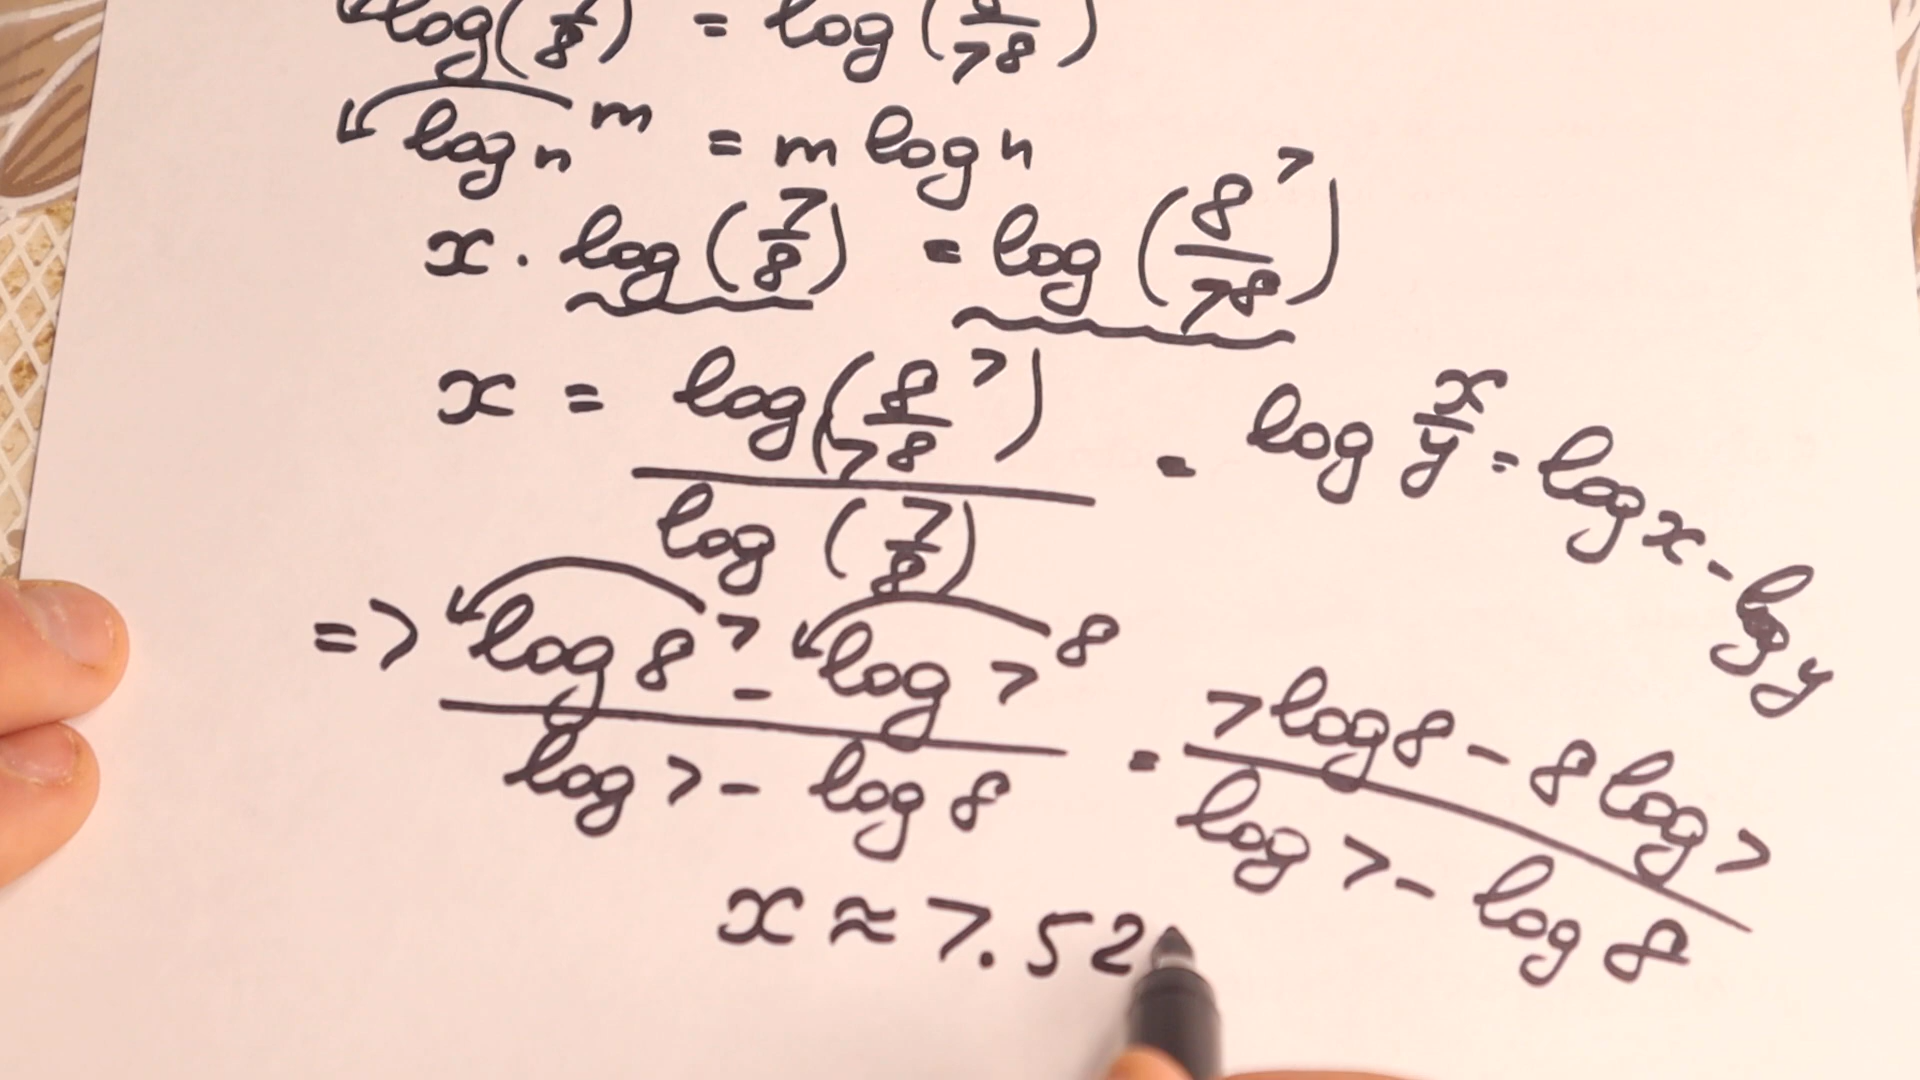 log(7/8) = log(8/7⁸)
log nᵐ = m log n
x · log(7/8) = log(8⁷/7⁸)
x = log(8⁷/7⁸) / log(7/8) = log x/y = log x - log y
=> (log 8⁷ - log 7⁸) / (log 7 - log 8) = (7 log 8 - 8 log 7) / (log 7 - log 8)
x ≈ 7.52